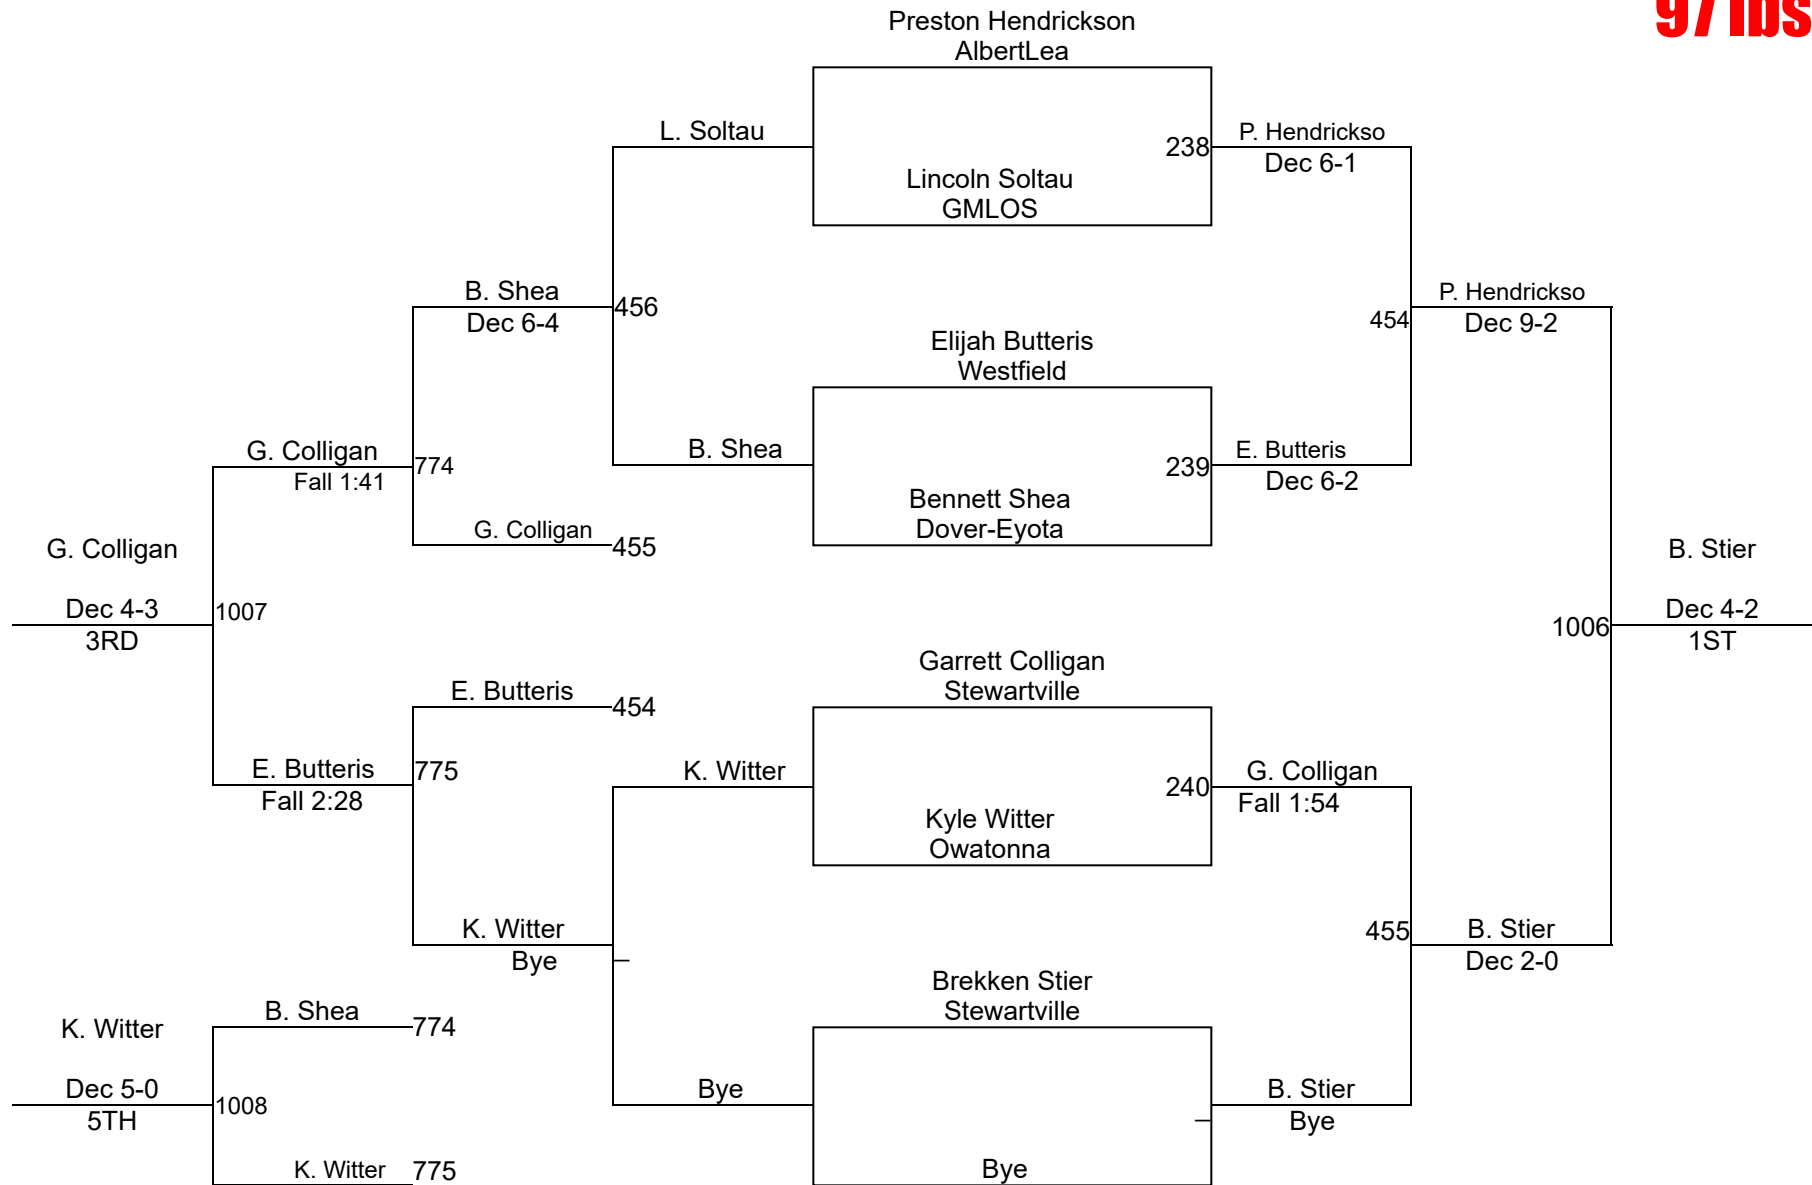 97 lbs
Preston Hendrickson
AlbertLea
L. Soltau
238
P. Hendrickso
Dec 6-1
Lincoln Soltau
GMLOS
B. Shea
Dec 6-4
456
P. Hendrickso
Dec 9-2
454
Elijah Butteris
Westfield
G. Colligan
Fall 1:41
774
B. Shea
239
E. Butteris
Dec 6-2
Bennett Shea
Dover-Eyota
G. Colligan
455
G. Colligan
Dec 4-3
3RD
1007
B. Stier
Dec 4-2
1ST
1006
Garrett Colligan
Stewartville
E. Butteris
454
E. Butteris
Fall 2:28
775
K. Witter
240
G. Colligan
Fall 1:54
Kyle Witter
Owatonna
K. Witter
Bye
455
B. Stier
Dec 2-0
Brekken Stier
Stewartville
B. Shea
774
K. Witter
Dec 5-0
5TH
1008
Bye
B. Stier
Bye
K. Witter
775
Bye